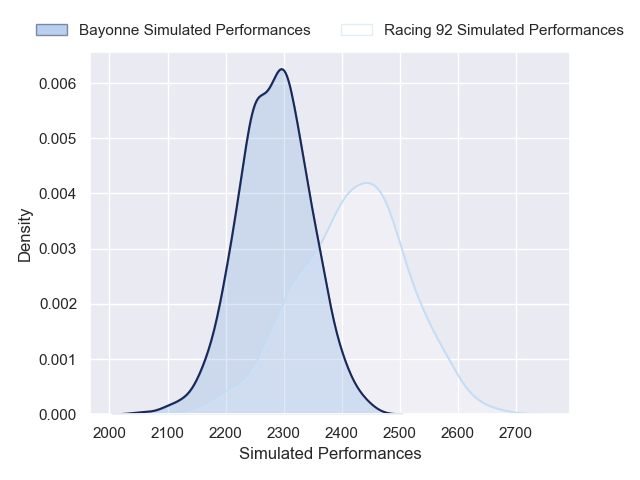 Bayonne Simulated Performances
Racing 92 Simulated Performances
0.006
0.005
0.004
0.003
0.002
0.001
0.000
Density
2000 2100 2200 2300 2400 2500 2600 2700
Simulated Performances